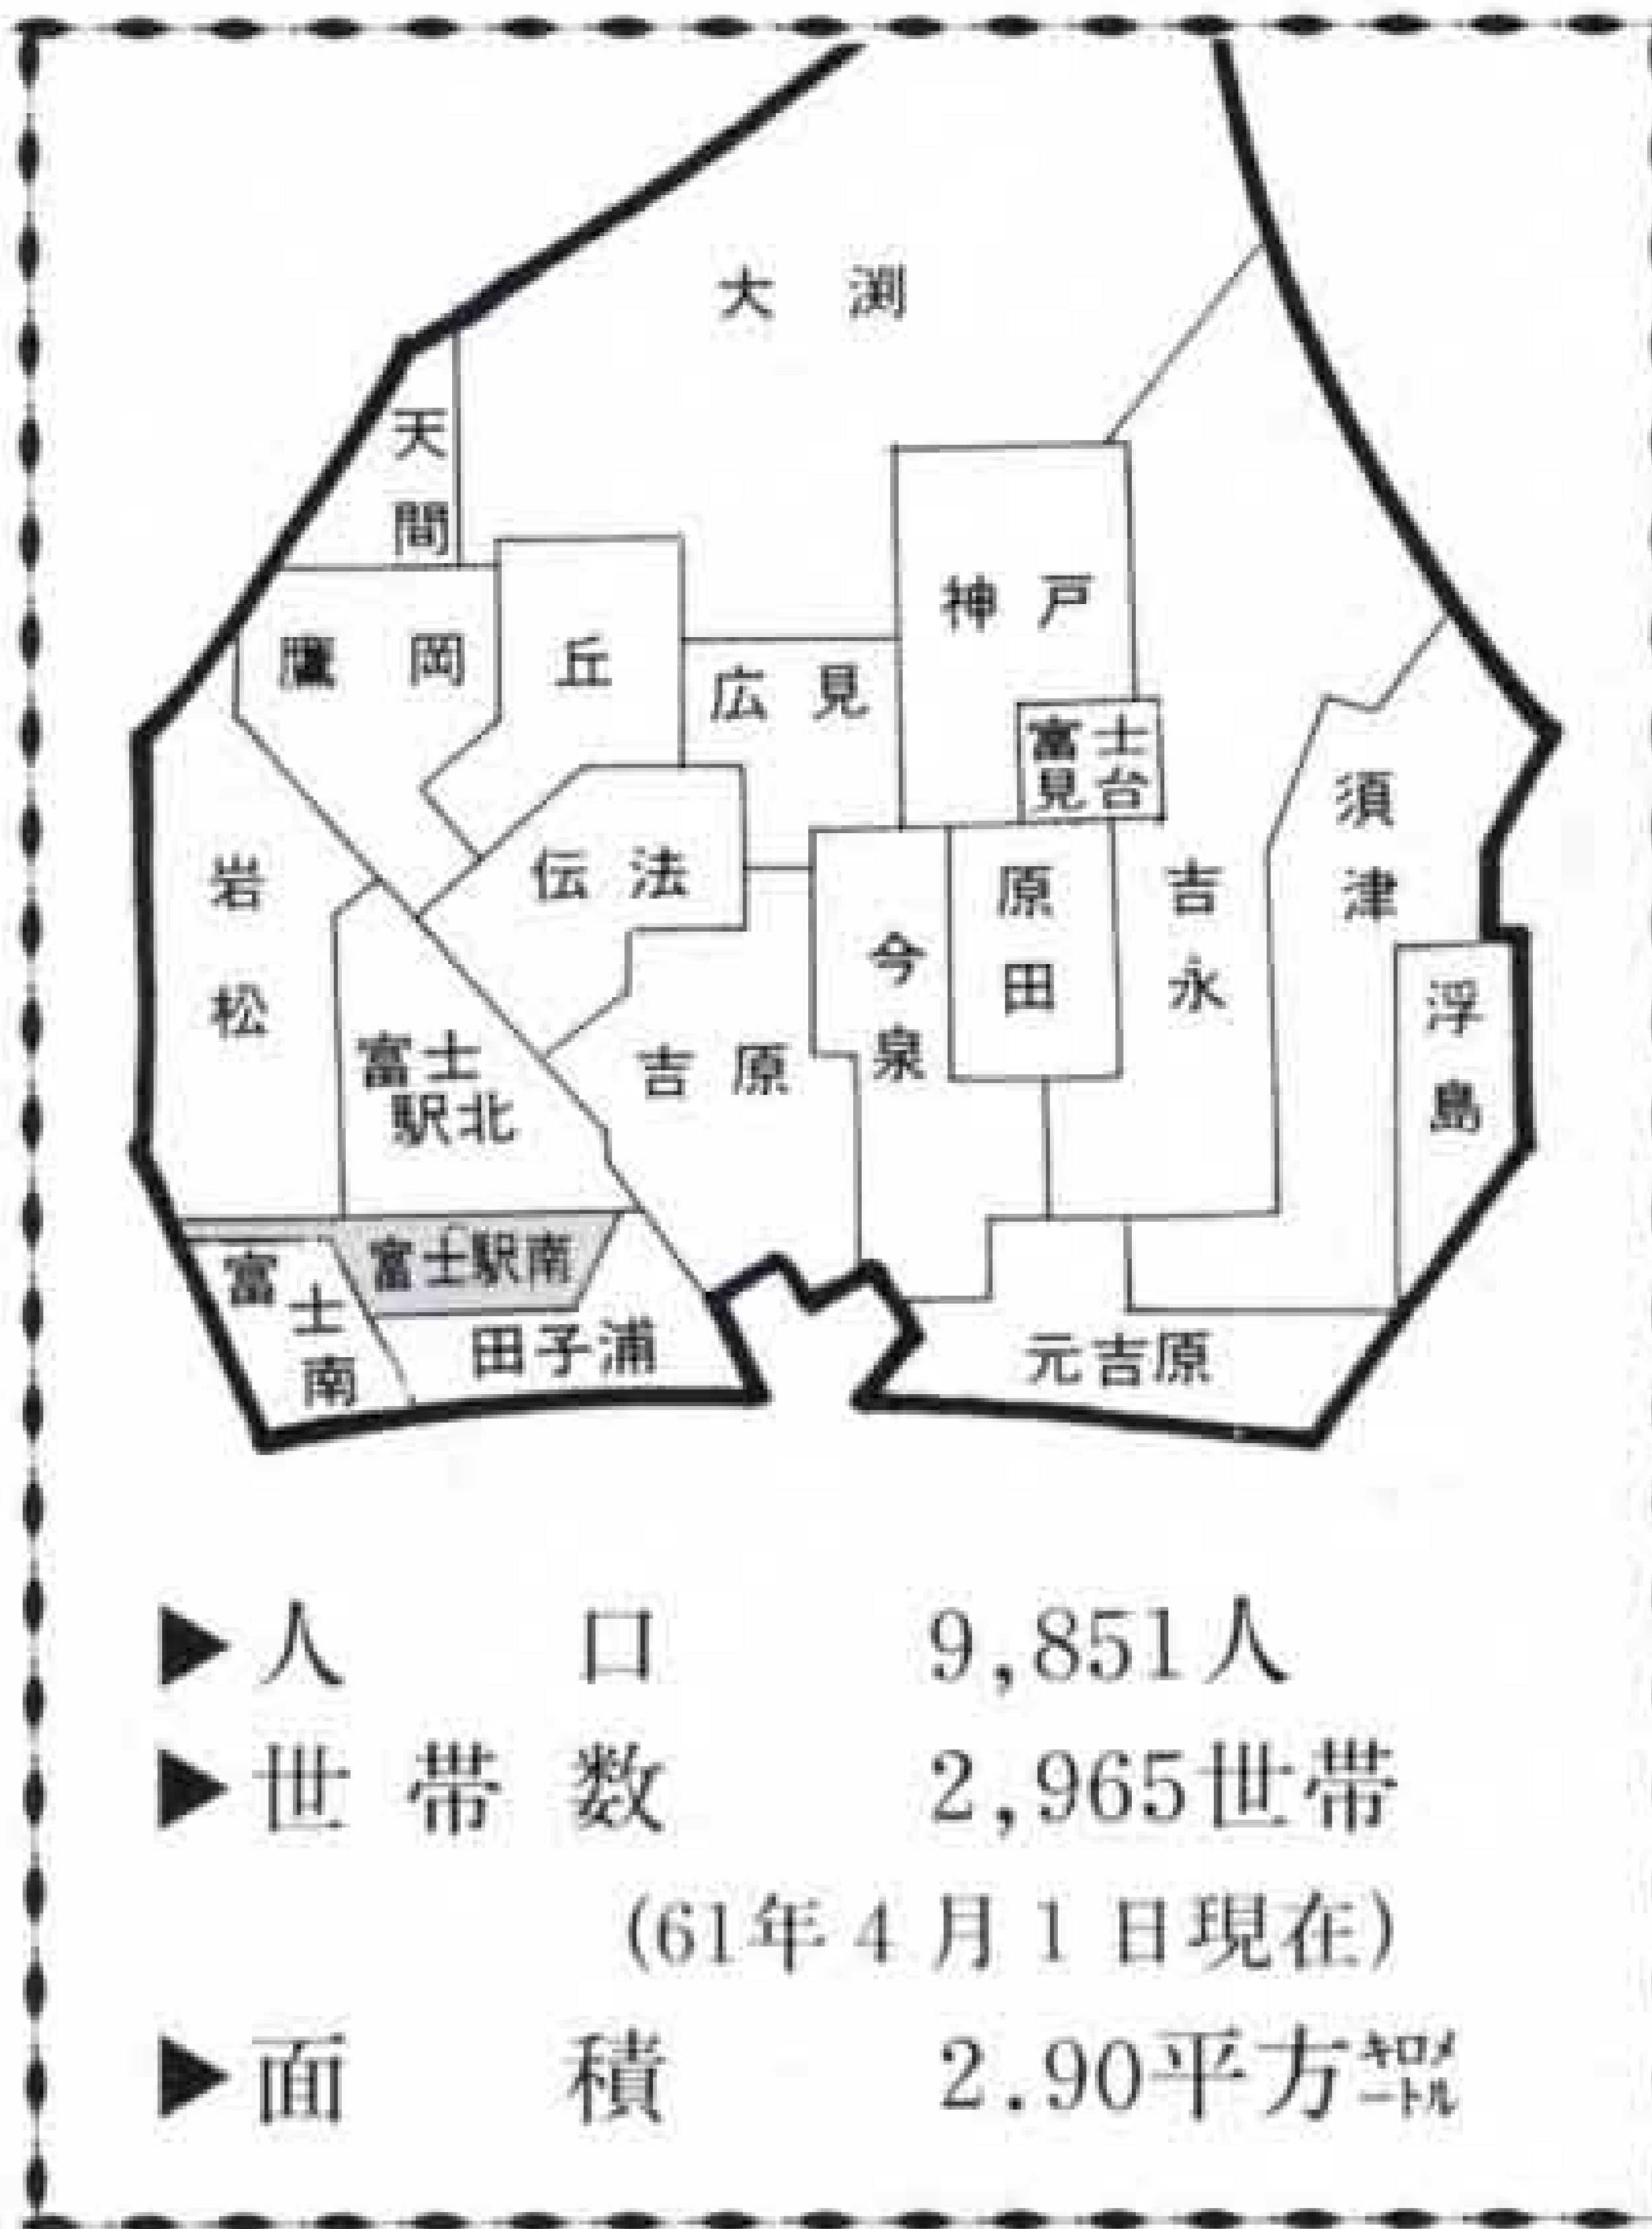 大渕
天間
神戸
鷹岡
丘
広見
富士見台
須津
岩松
伝法
原田
吉永
今泉
浮島
富士駅北
吉原
富士駅南
富士南
田子浦
元吉原
▶人口 9,851人
▶世帯数 2,965世帯
(61年4月1日現在)
▶面積 2.90平方キロメートル